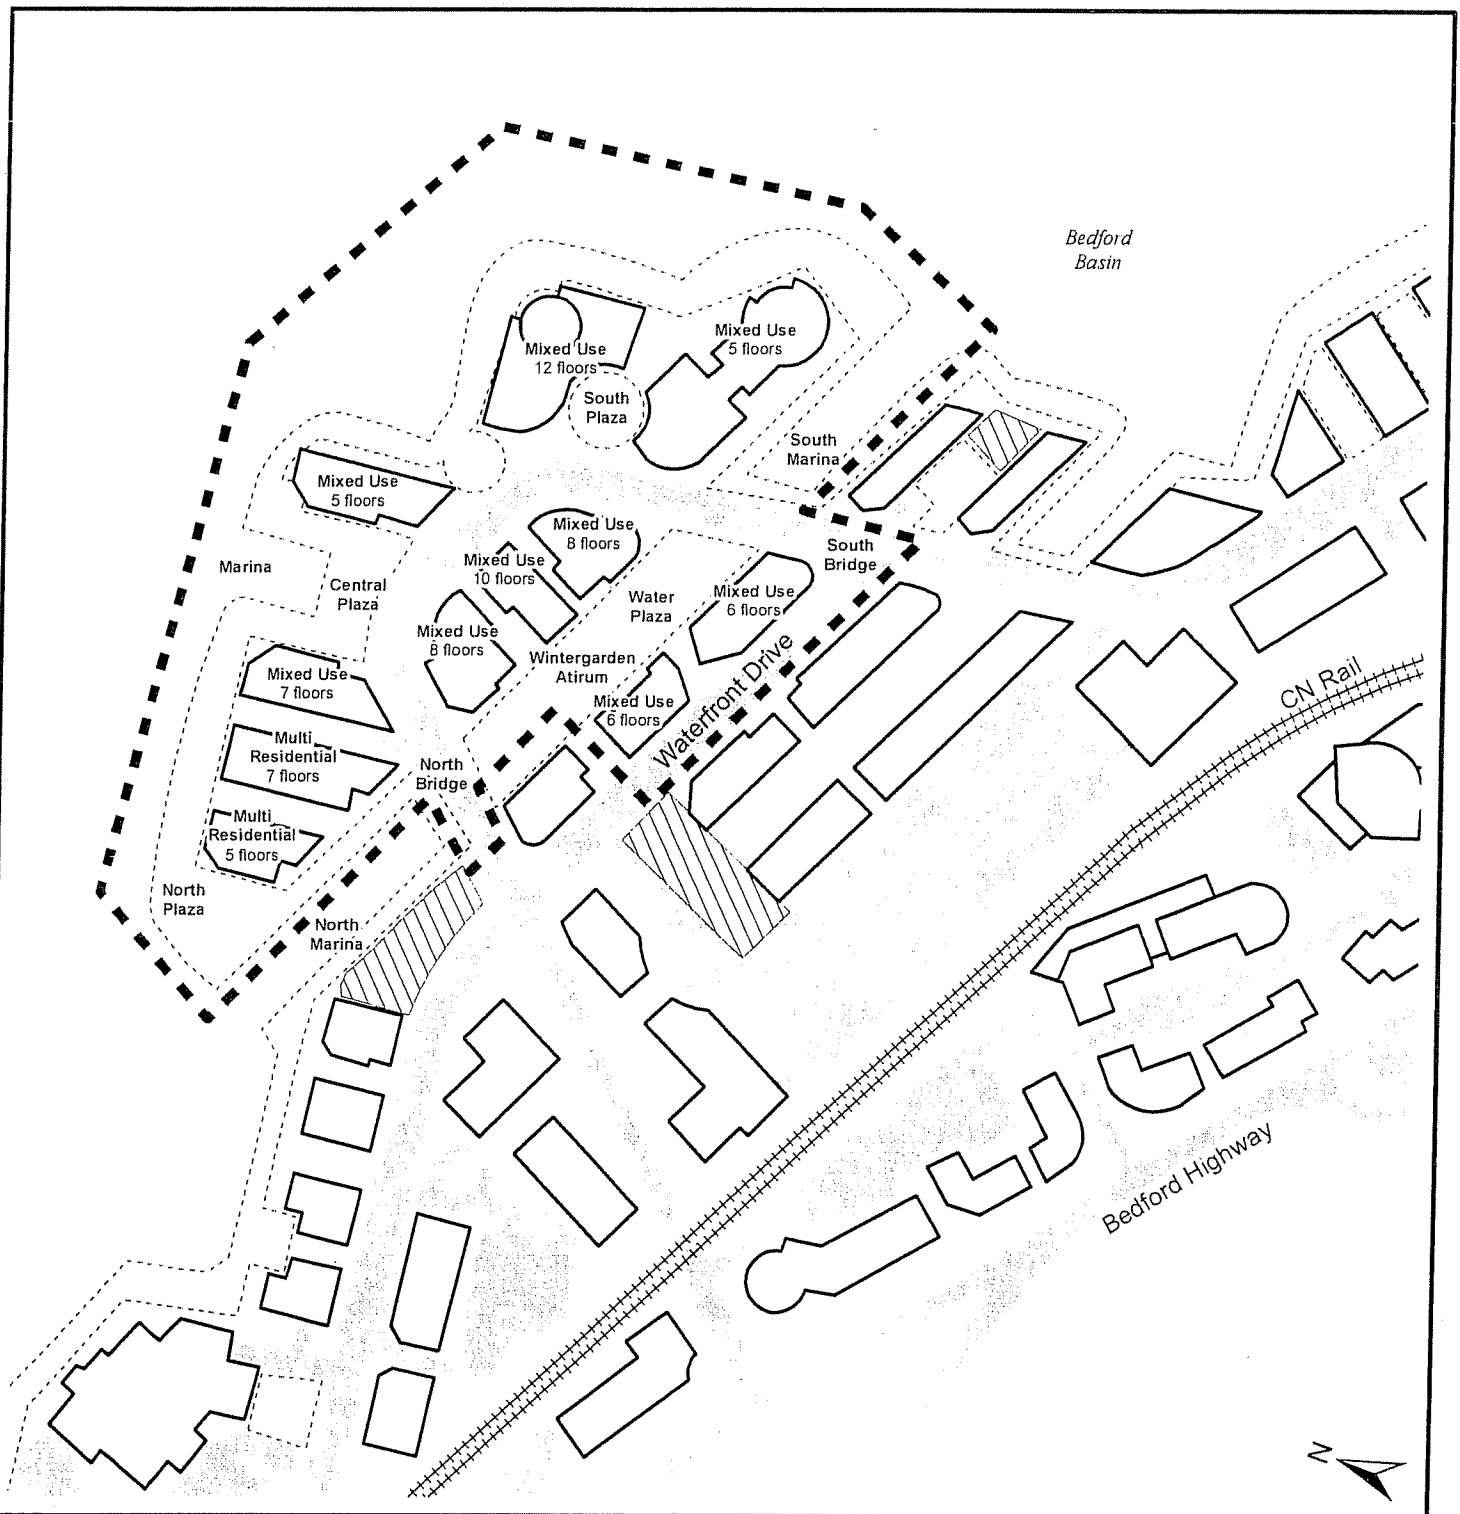 Bedford
Basin
Mixed Use
5 floors
Mixed Use
12 floors
South
Plaza
South
Marina
Mixed Use
5 floors
Mixed Use
8 floors
South
Bridge
Mixed Use
10 floors
Marina
Central
Plaza
Water
Plaza
Mixed Use
6 floors
Mixed Use
8 floors
Wintergarden
Atirum
Mixed Use
7 floors
Mixed Use
6 floors
Waterfront Drive
CN Rail
Multi
Residential
7 floors
North
Bridge
Multi
Residential
5 floors
North
Plaza
North
Marina
Bedford Highway
N